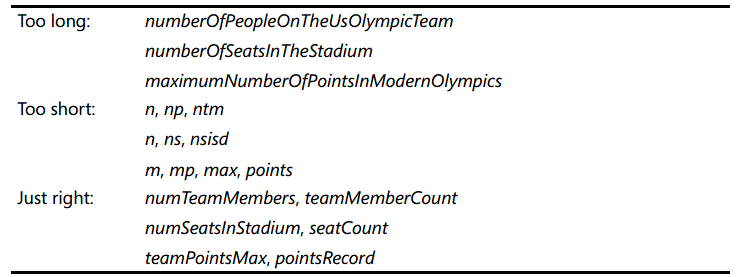 Too long: numberOfPeopleOnTheUsOlympicTeam
numberOfSeatsInTheStadium
maximumNumberOfPointsInModernOlympics
Too short: n, np, ntm
n, ns, nsisd
m, mp, max, points
Just right: numTeamMembers, teamMemberCount
numSeatsInStadium, seatCount
teamPointsMax, pointsRecord